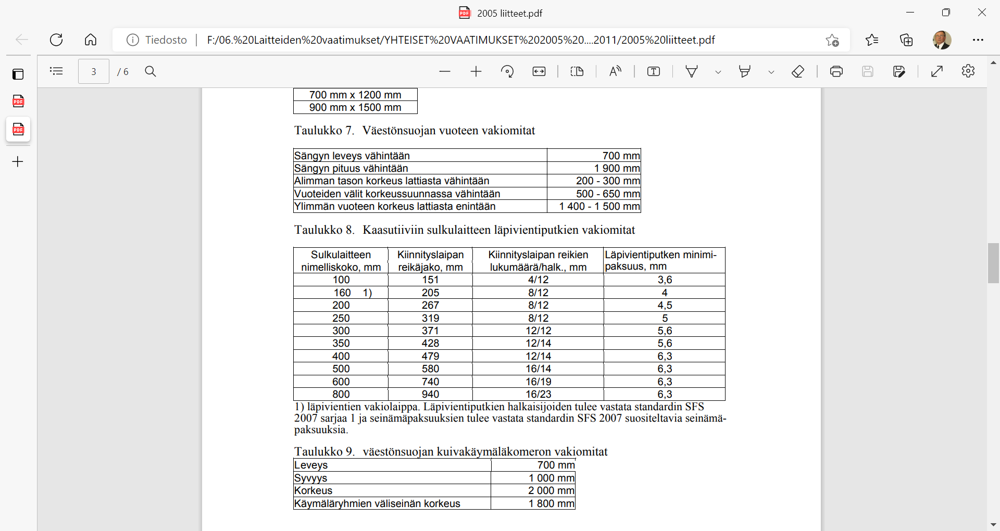 2005 liitteet.pdf
Tiedosto F:/06.%20Laitteiden%20vaatimukset/YHTEISET%20VAATIMUKSET%202005%20....2011/2005%20liitteet.pdf
3 / 6
700 mm x 1200 mm
900 mm x 1500 mm
Taulukko 7. Väestönsuojan vuoteen vakiomitat
Sängyn leveys vähintään 700 mm
Sängyn pituus vähintään 1 900 mm
Alimman tason korkeus lattiasta vähintään 200 - 300 mm
Vuoteiden välit korkeussuunnassa vähintään 500 - 650 mm
Ylimmän vuoteen korkeus lattiasta enintään 1 400 - 1 500 mm
Taulukko 8. Kaasutiiviin sulkulaitteen läpivientiputkien vakiomitat
Sulkulaitteen Kiinnityslaipan Kiinnityslaipan reikien Läpivientiputken minimi-
nimelliskoko, mm reikäjako, mm lukumäärä/halk., mm paksuus, mm
100 151 4/12 3,6
160 1) 205 8/12 4
200 267 8/12 4,5
250 319 8/12 5
300 371 12/12 5,6
350 428 12/14 5,6
400 479 12/14 6,3
500 580 16/14 6,3
600 740 16/19 6,3
800 940 16/23 6,3
1) läpivientien vakiolaippa. Läpivientiputkien halkaisijoiden tulee vastata standardin SFS
2007 sarjaa 1 ja seinämäpaksuuksien tulee vastata standardin SFS 2007 suositeltavia seinämä-
paksuuksia.
Taulukko 9. väestönsuojan kuivakäymäläkomeron vakiomitat
Leveys 700 mm
Syvyys 1 000 mm
Korkeus 2 000 mm
Käymäläryhmien väliseinän korkeus 1 800 mm